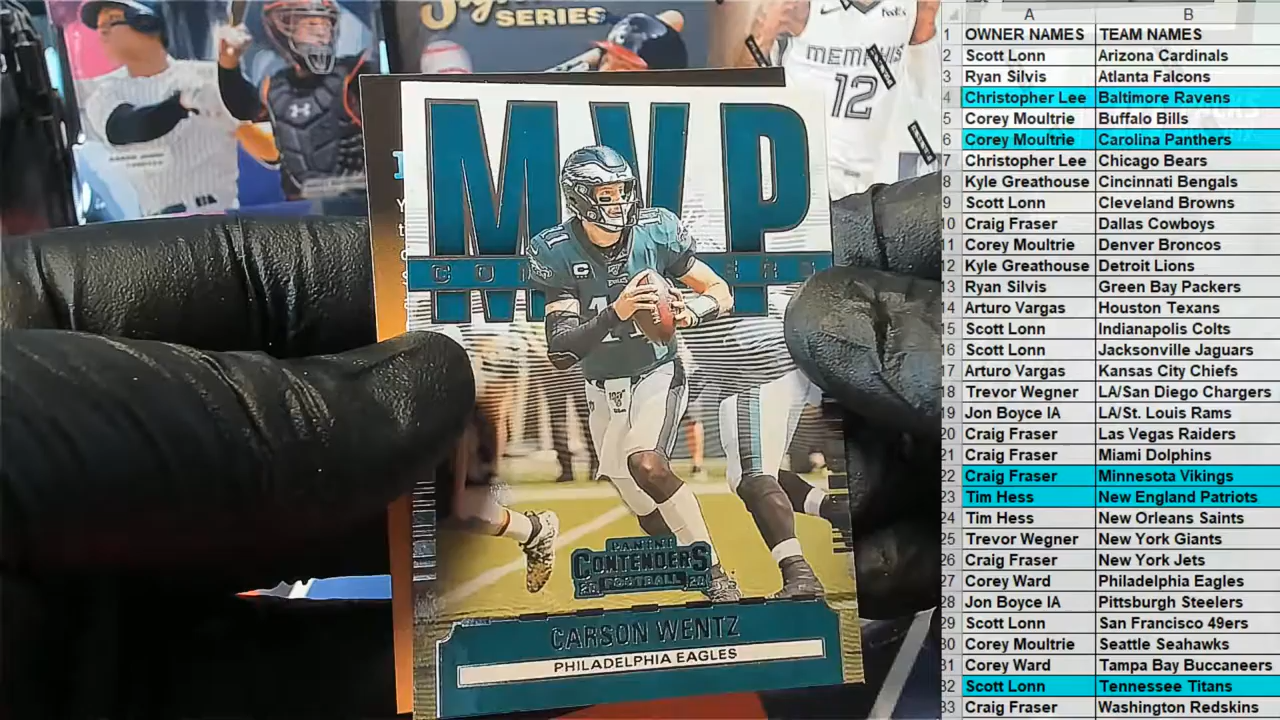 SERIES
MEMPHIS
12
MVP
CONTENDERS
PANINI
CONTENDERS
20 FOOTBALL 20
CARSON WENTZ
PHILADELPHIA EAGLES
A B
1 OWNER NAMES TEAM NAMES
2 Scott Lonn Arizona Cardinals
3 Ryan Silvis Atlanta Falcons
4 Christopher Lee Baltimore Ravens
5 Corey Moultrie Buffalo Bills
6 Corey Moultrie Carolina Panthers
7 Christopher Lee Chicago Bears
8 Kyle Greathouse Cincinnati Bengals
9 Scott Lonn Cleveland Browns
10 Craig Fraser Dallas Cowboys
11 Corey Moultrie Denver Broncos
12 Kyle Greathouse Detroit Lions
13 Ryan Silvis Green Bay Packers
14 Arturo Vargas Houston Texans
15 Scott Lonn Indianapolis Colts
16 Scott Lonn Jacksonville Jaguars
17 Arturo Vargas Kansas City Chiefs
18 Trevor Wegner LA/San Diego Chargers
19 Jon Boyce IA LA/St. Louis Rams
20 Craig Fraser Las Vegas Raiders
21 Craig Fraser Miami Dolphins
22 Craig Fraser Minnesota Vikings
23 Tim Hess New England Patriots
24 Tim Hess New Orleans Saints
25 Trevor Wegner New York Giants
26 Craig Fraser New York Jets
27 Corey Ward Philadelphia Eagles
28 Jon Boyce IA Pittsburgh Steelers
29 Scott Lonn San Francisco 49ers
30 Corey Moultrie Seattle Seahawks
31 Corey Ward Tampa Bay Buccaneers
32 Scott Lonn Tennessee Titans
33 Craig Fraser Washington Redskins